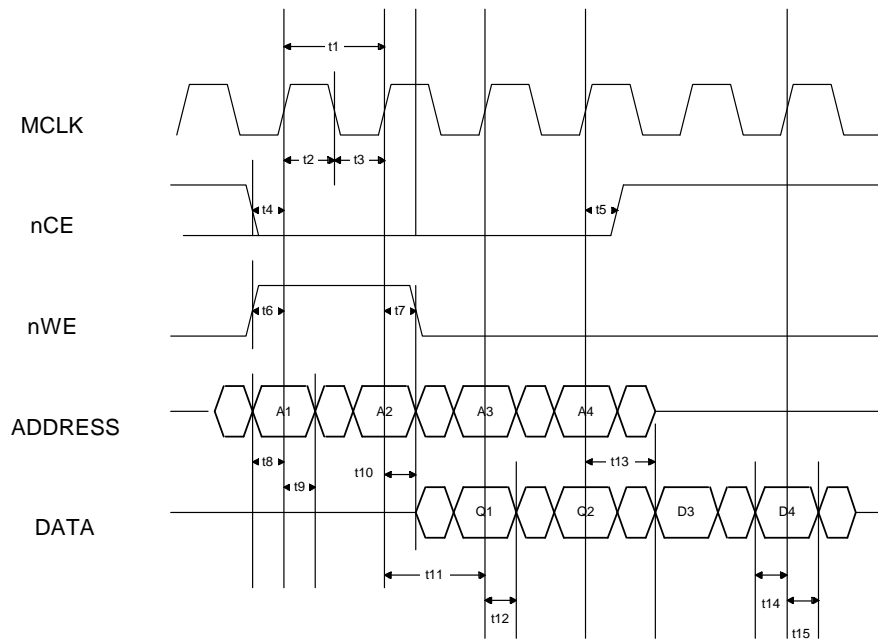 t1
MCLK
t2
t3
t4
t5
nCE
t6
t7
nWE
A1
A2
A3
A4
ADDRESS
t8
t9
t10
t13
Q1
Q2
D3
D4
DATA
t11
t12
t14
t15